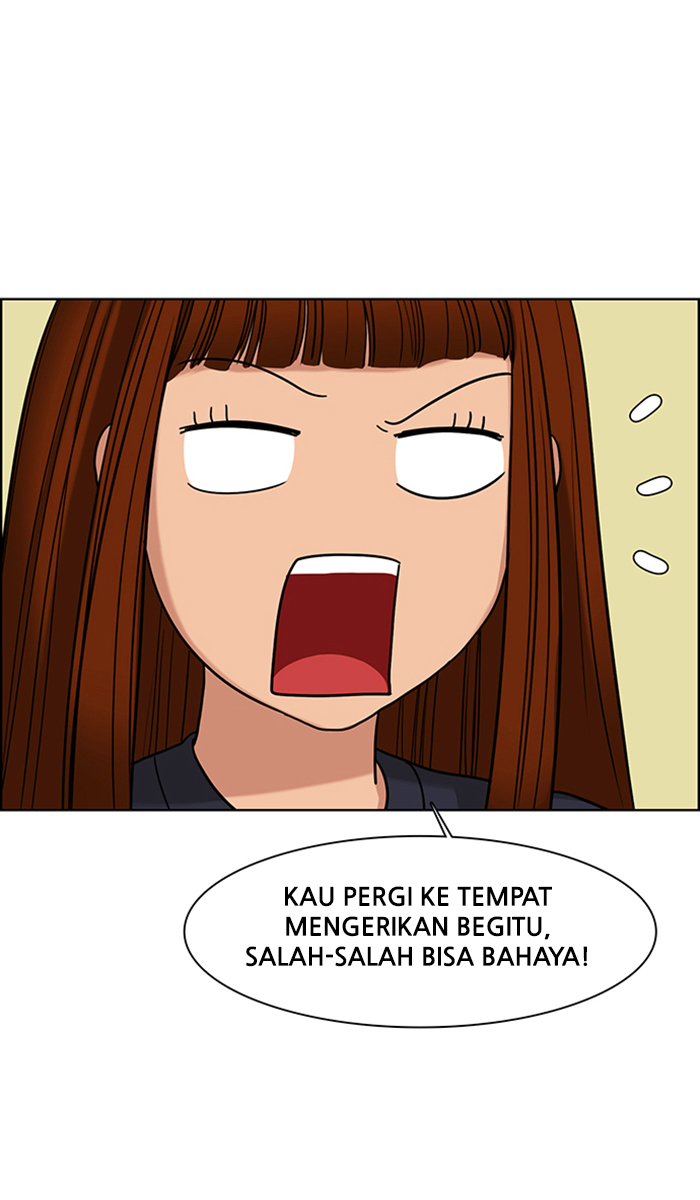 KAU PERGI KE TEMPAT
MENGERIKAN BEGITU,
SALAH-SALAH BISA BAHAYA!